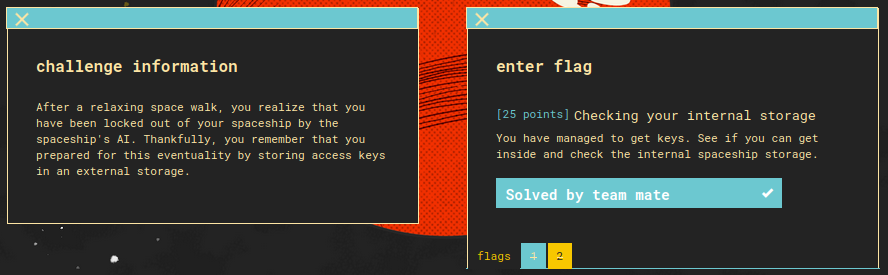 challenge information
After a relaxing space walk, you realize that you
have been locked out of your spaceship by the
spaceship's AI. Thankfully, you remember that you
prepared for this eventuality by storing access keys
in an external storage.
enter flag
[25 points] Checking your internal storage
You have managed to get keys. See if you can get
inside and check the internal spaceship storage.
Solved by team mate
flags 1 2